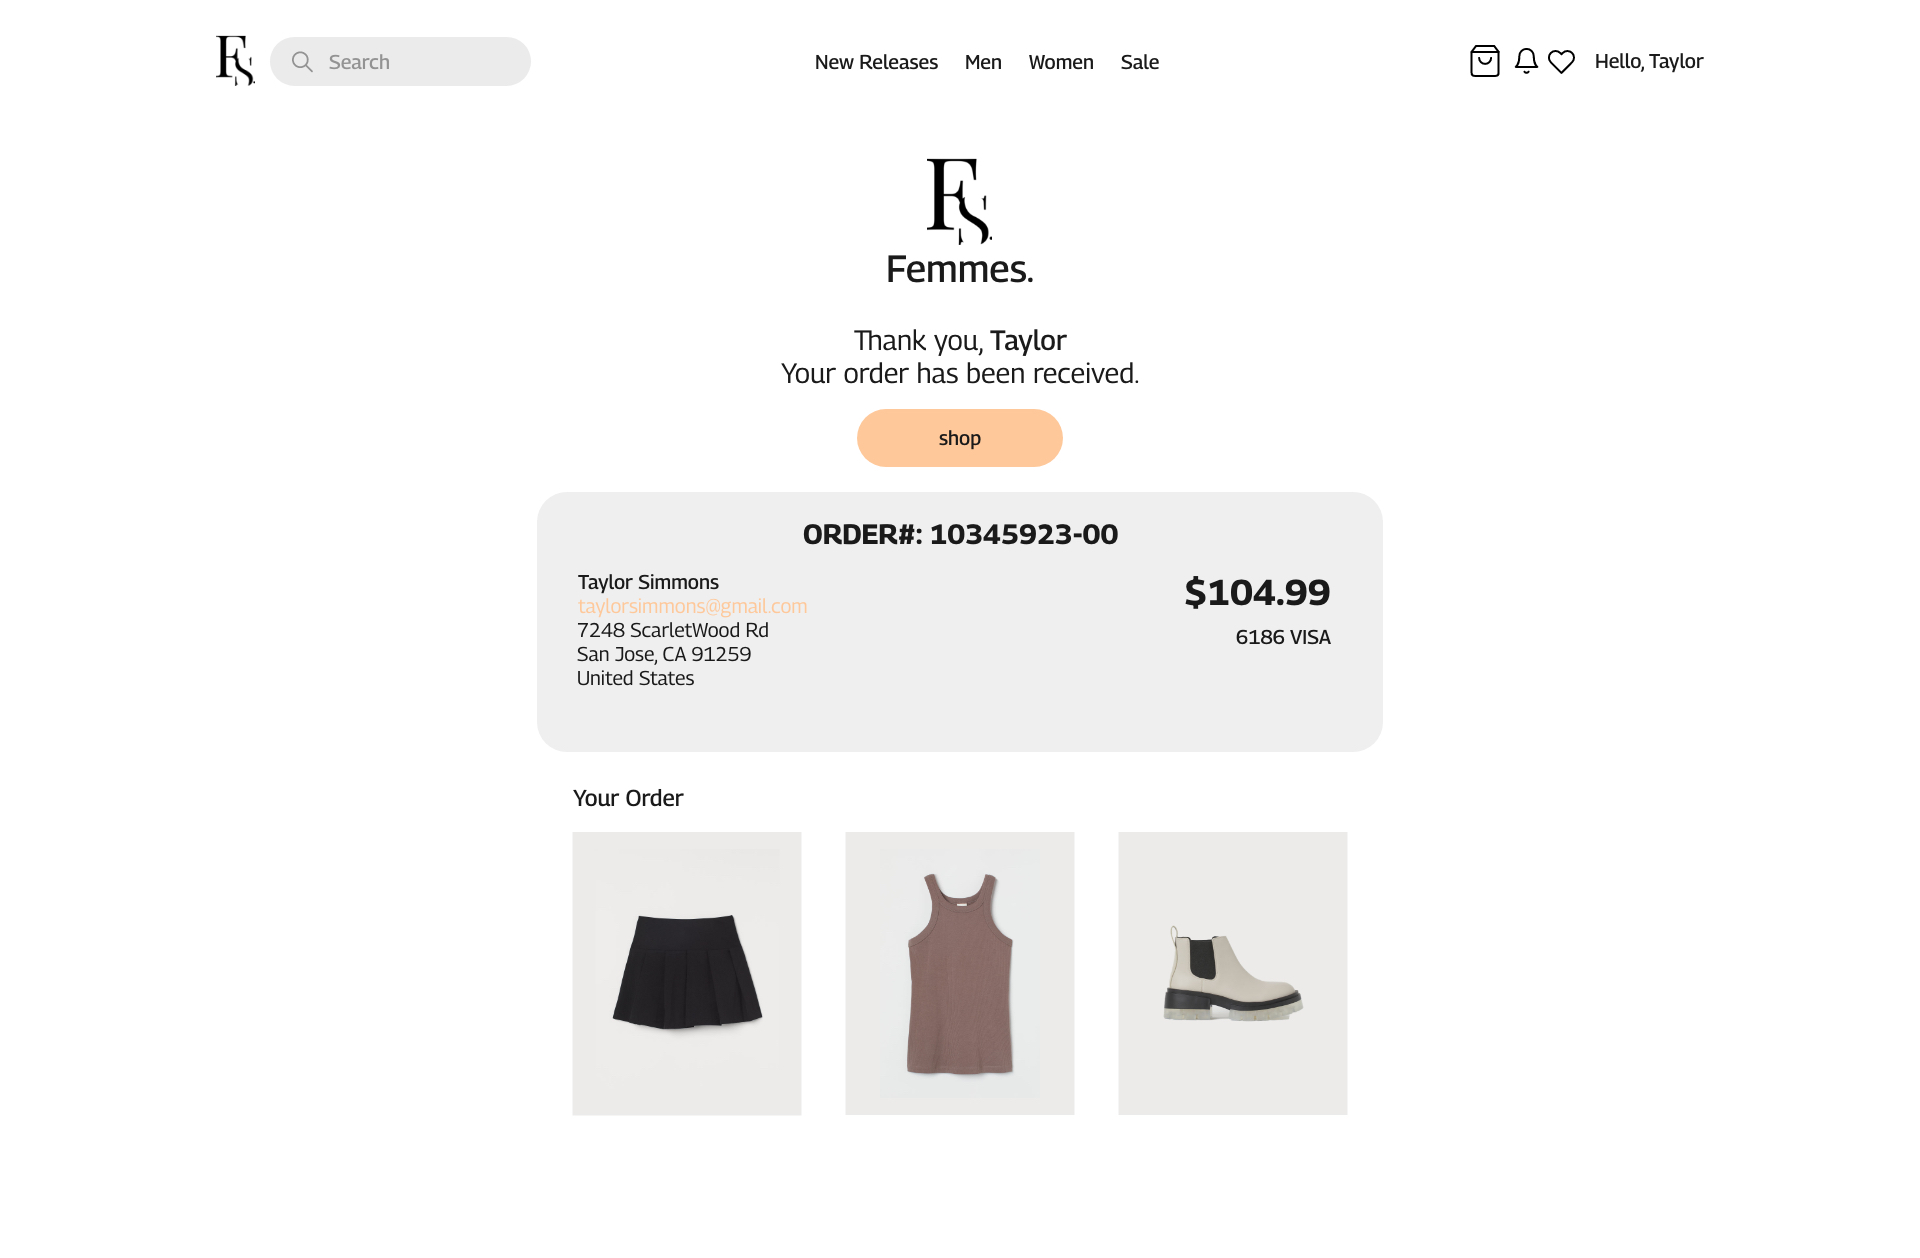 FS.
Search
New Releases
Men
Women
Sale
Hello, Taylor
FS.
Femmes.
Thank you, Taylor
Your order has been received.
shop
ORDER#: 10345923-00
Taylor Simmons
taylorsimmons@gmail.com
7248 ScarletWood Rd
San Jose, CA 91259
United States
$104.99
6186 VISA
Your Order